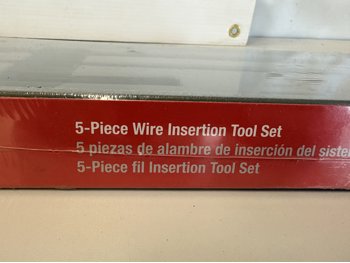 5-Piece Wire Insertion Tool Set
5 piezas de alambre de inserción del sistem
5-Piece fil Insertion Tool Set